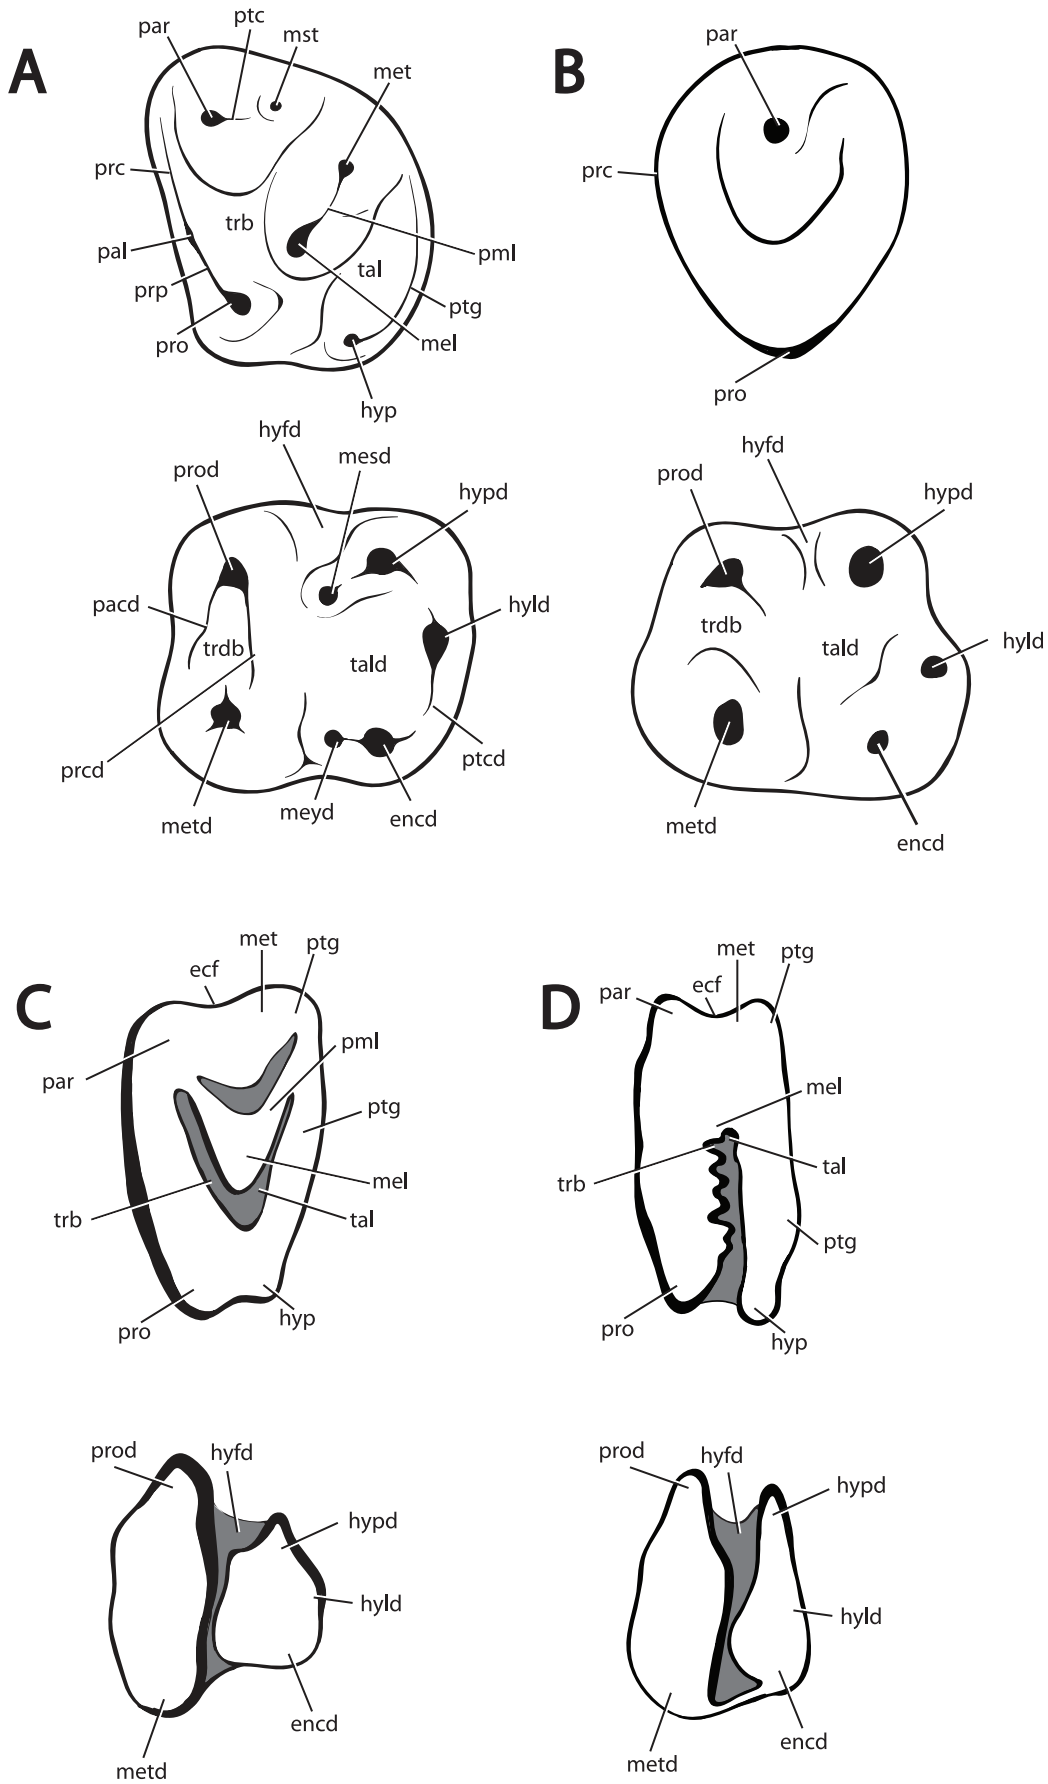 A
par
ptc
mst
met
prc
trb
pal
prp
pro
tal
pml
ptg
mel
hyp
B
par
prc
pro
hyfd
mesd
prod
hypd
pacd
trdb
tald
hyld
prcd
ptcd
metd
meyd
encd
hyfd
prod
hypd
trdb
tald
hyld
metd
encd
C
ecf
met
ptg
par
pml
ptg
mel
trb
tal
pro
hyp
D
par
ecf
met
ptg
mel
trb
tal
ptg
pro
hyp
prod
hyfd
hypd
hyld
encd
metd
prod
hyfd
hypd
hyld
encd
metd